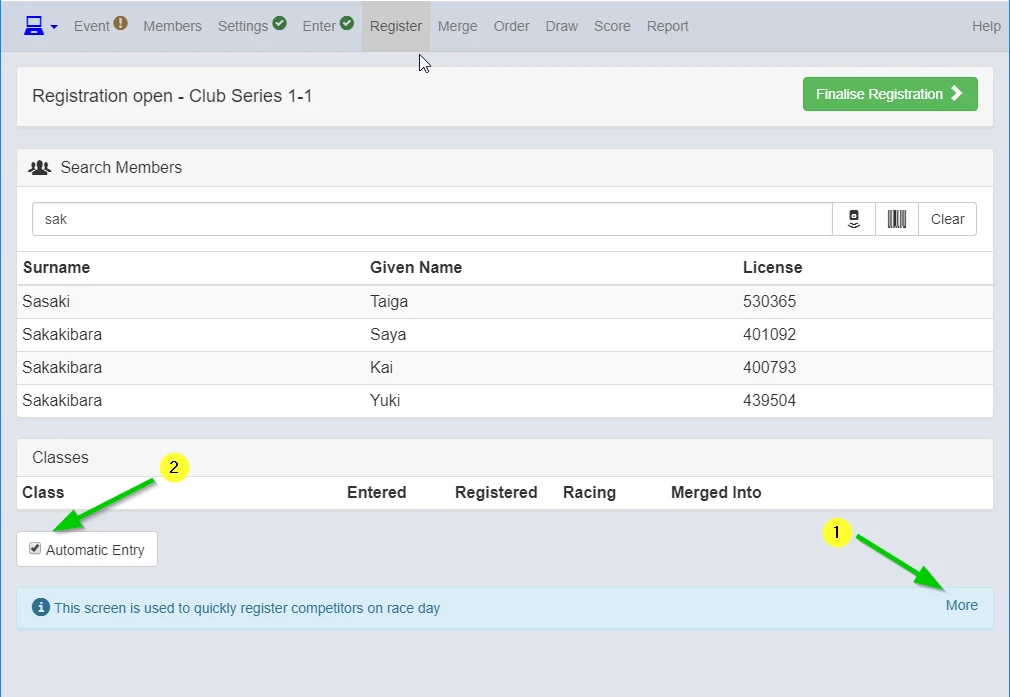 Event Members Settings Enter Register Merge Order Draw Score Report Help
Registration open - Club Series 1-1
Finalise Registration
Search Members
sak Clear
Surname Given Name License
Sasaki Taiga 530365
Sakakibara Saya 401092
Sakakibara Kai 400793
Sakakibara Yuki 439504
Classes
2
Class Entered Registered Racing Merged Into
1
Automatic Entry
This screen is used to quickly register competitors on race day More